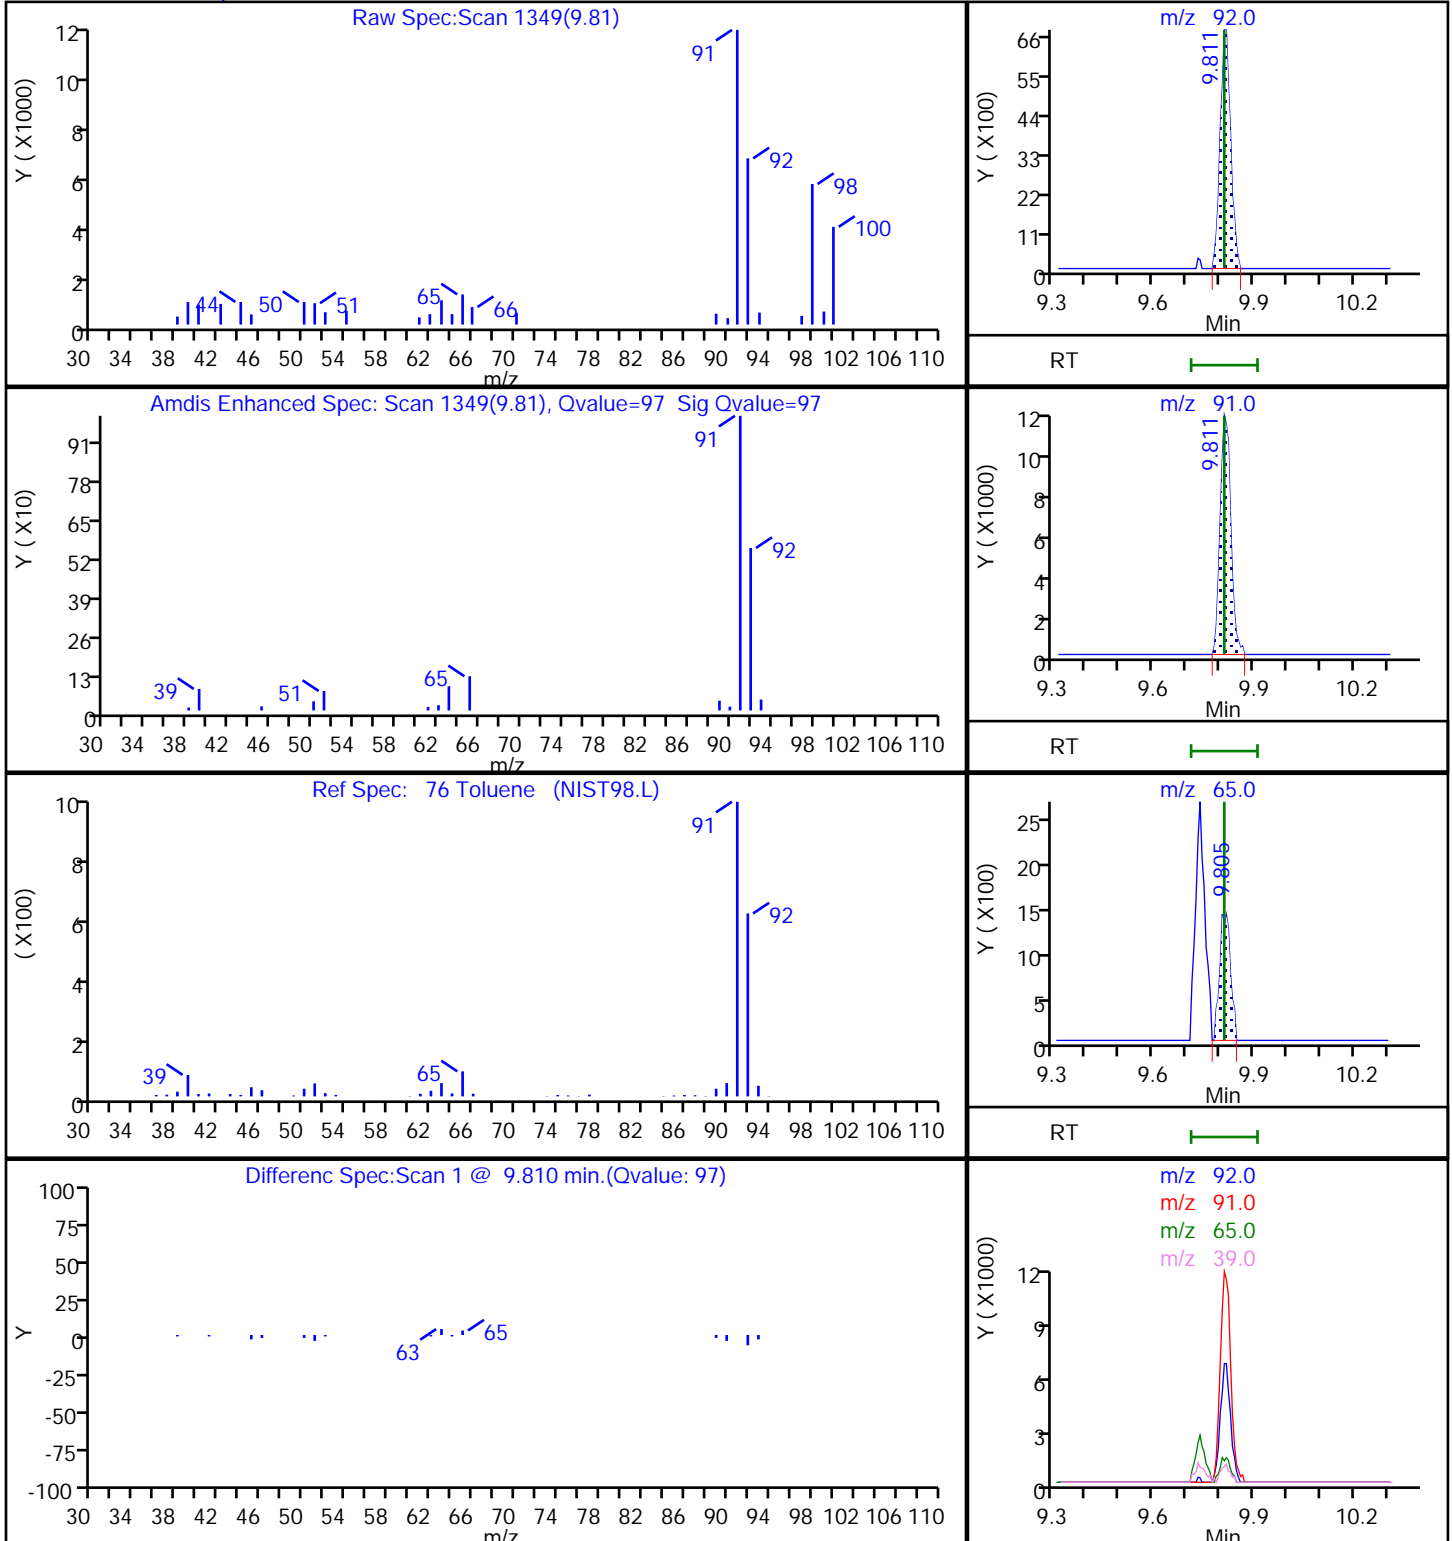 Raw Spec:Scan 1349(9.81)
Y ( X1000)
12
10
8
6
4
2
0
91
92
98
100
44
50
51
65
66
30 34 38 42 46 50 54 58 62 66 70 74 78 82 86 90 94 98 102 106 110
m/z
m/z 92.0
Y ( X100)
66
55
44
33
22
11
0
9.811
9.3 9.6 9.9 10.2
Min
RT
Amdis Enhanced Spec: Scan 1349(9.81), Qvalue=97 Sig Qvalue=97
Y ( X10)
91
78
65
52
39
26
13
0
91
92
39
51
65
30 34 38 42 46 50 54 58 62 66 70 74 78 82 86 90 94 98 102 106 110
m/z
m/z 91.0
Y ( X1000)
12
10
8
6
4
2
0
9.811
9.3 9.6 9.9 10.2
Min
RT
Ref Spec: 76 Toluene (NIST98.L)
( X100)
10
8
6
4
2
0
91
92
39
65
30 34 38 42 46 50 54 58 62 66 70 74 78 82 86 90 94 98 102 106 110
m/z 65.0
Y ( X100)
25
20
15
10
5
0
9.805
9.3 9.6 9.9 10.2
Min
RT
Differenc Spec:Scan 1 @ 9.810 min.(Qvalue: 97)
Y
100
75
50
25
0
-25
-50
-75
-100
63
65
30 34 38 42 46 50 54 58 62 66 70 74 78 82 86 90 94 98 102 106 110
m/z
m/z 92.0
m/z 91.0
m/z 65.0
m/z 39.0
Y ( X1000)
12
9
6
3
0
9.3 9.6 9.9 10.2
Min